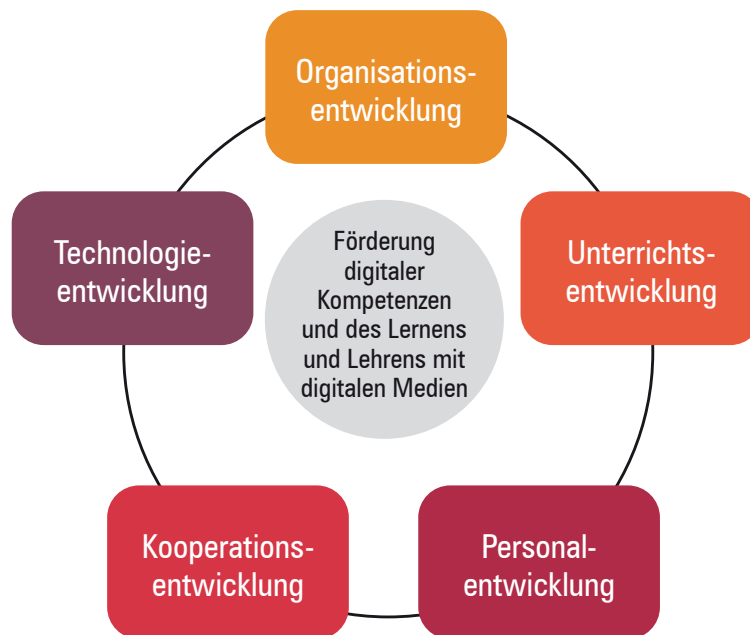 Organisations-
entwicklung
Technologie-
entwicklung
Förderung
digitaler
Kompetenzen
und des Lernens
und Lehrens mit
digitalen Medien
Unterrichts-
entwicklung
Kooperations-
entwicklung
Personal-
entwicklung